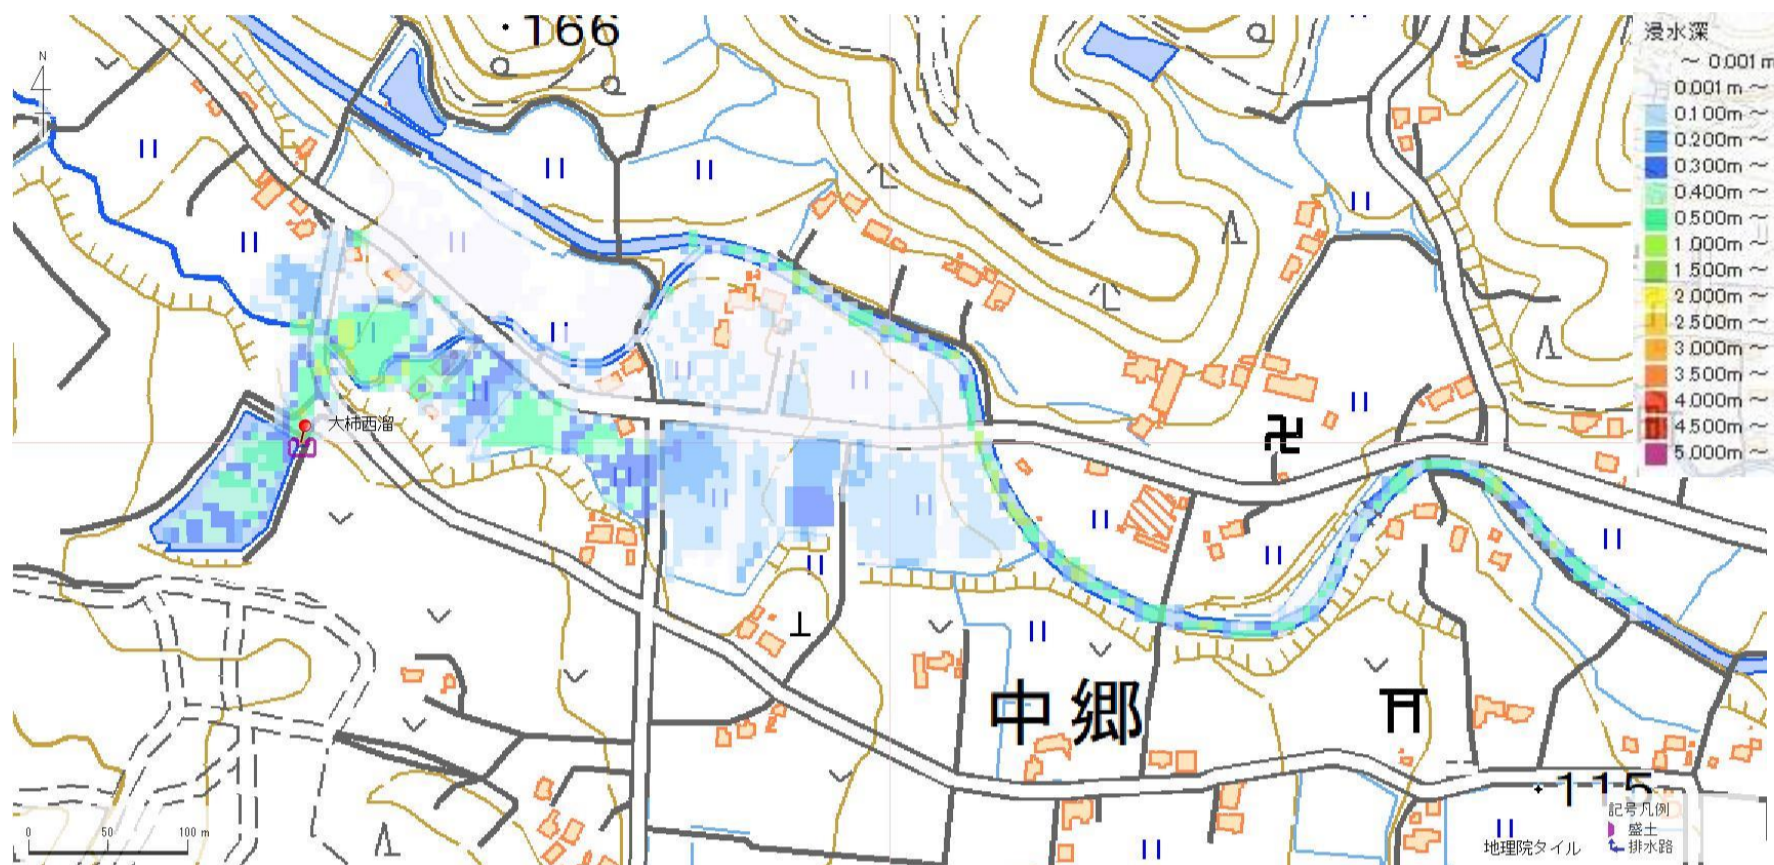 ・166
N
浸水深
～ 0.001 m
0.001 m ～
0.100m ～
0.200m ～
0.300m ～
0.400m ～
0.500m ～
1.000m ～
1.500m ～
2.000m ～
2.500m ～
3.000m ～
3.500m ～
4.000m ～
4.500m ～
5.000m ～
大柿西溜
中郷
・115
0 50 100 m
記号凡例
盛土
排水路
地理院タイル